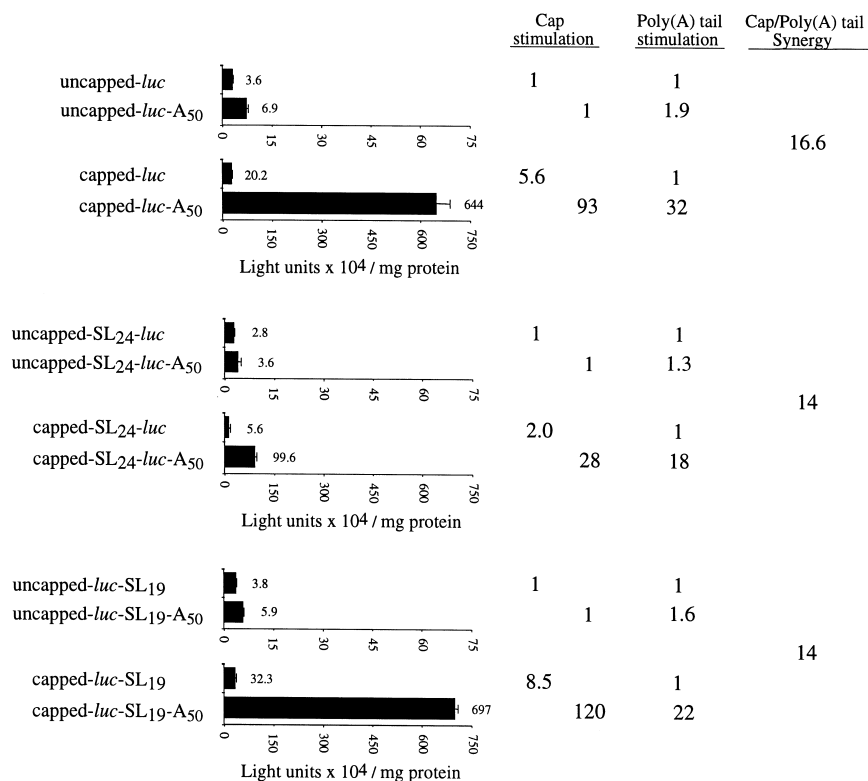 Cap stimulation
Poly(A) tail stimulation
Cap/Poly(A) tail Synergy
uncapped-luc 3.6 1 1
uncapped-luc-A50 6.9 1 1.9
0 15 30 45 60 75
16.6
capped-luc 20.2 5.6 1
capped-luc-A50 644 93 32
0 150 300 450 600 750
Light units x 104 / mg protein
uncapped-SL24-luc 2.8 1 1
uncapped-SL24-luc-A50 3.6 1 1.3
0 15 30 45 60 75
14
capped-SL24-luc 5.6 2.0 1
capped-SL24-luc-A50 99.6 28 18
0 150 300 450 600 750
Light units x 104 / mg protein
uncapped-luc-SL19 3.8 1 1
uncapped-luc-SL19-A50 5.9 1 1.6
0 15 30 45 60 75
14
capped-luc-SL19 32.3 8.5 1
capped-luc-SL19-A50 697 120 22
0 150 300 450 600 750
Light units x 104 / mg protein